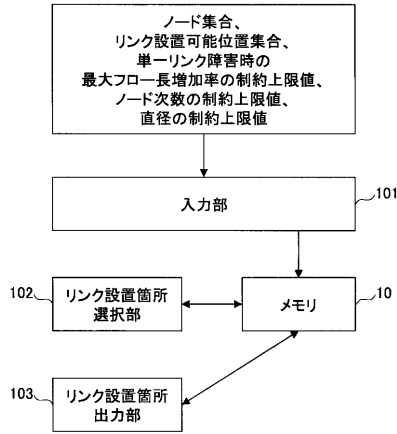 ノード集合、
リンク設置可能位置集合、
単一リンク障害時の
最大フロー長増加率の制約上限値、
ノード次数の制約上限値、
直径の制約上限値
入力部
101
102
リンク設置箇所
選択部
メモリ
10
103
リンク設置箇所
出力部